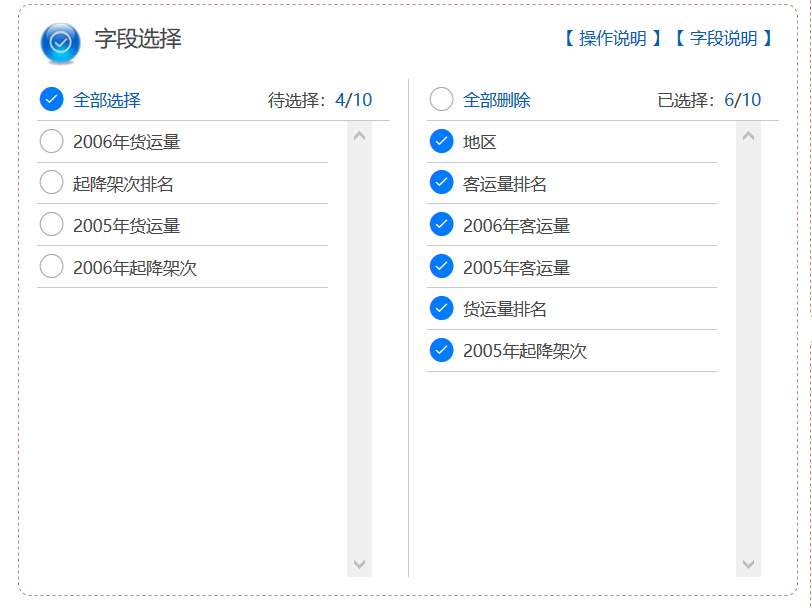 字段选择
【 操作说明 】 【 字段说明 】
全部选择 待选择：4/10
2006年货运量
起降架次排名
2005年货运量
2006年起降架次
全部删除 已选择：6/10
地区
客运量排名
2006年客运量
2005年客运量
货运量排名
2005年起降架次